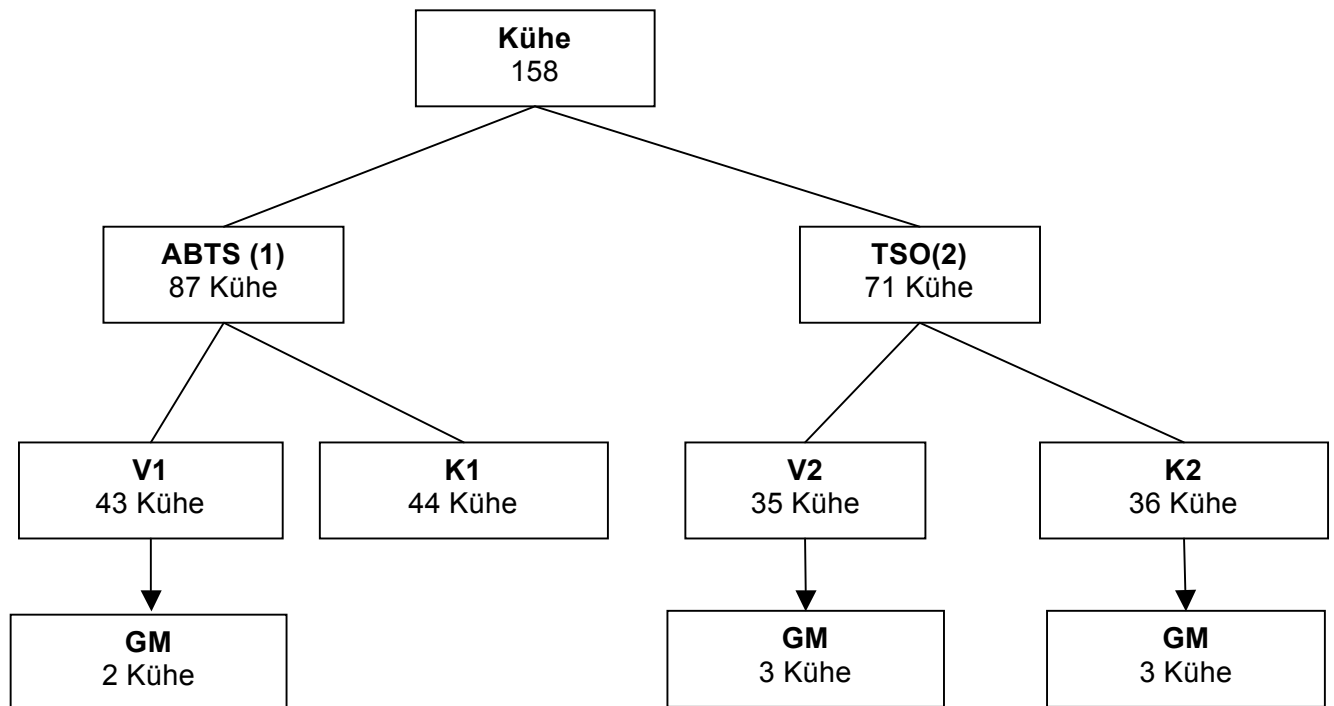 Kühe
158
ABTS (1)
87 Kühe
TSO(2)
71 Kühe
V1
43 Kühe
K1
44 Kühe
V2
35 Kühe
K2
36 Kühe
GM
2 Kühe
GM
3 Kühe
GM
3 Kühe